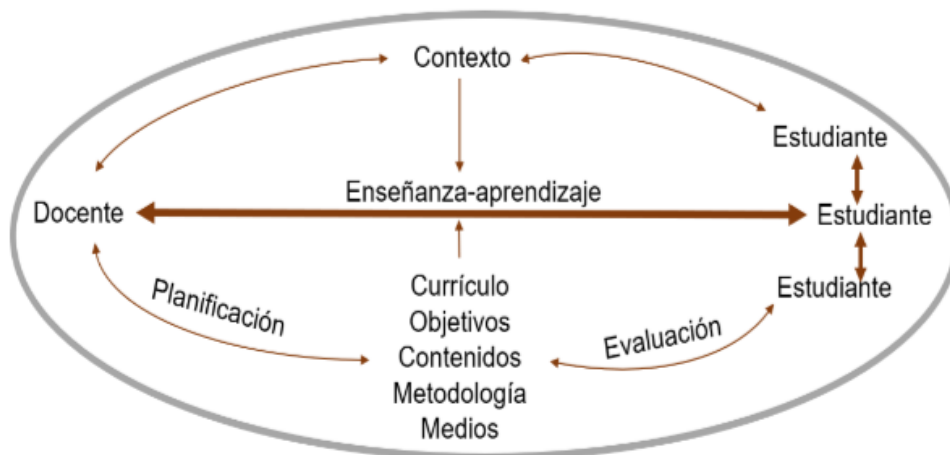 Contexto
Estudiante
Enseñanza-aprendizaje
Docente
Estudiante
Estudiante
Planificación
Currículo
Objetivos
Contenidos
Metodología
Medios
Evaluación